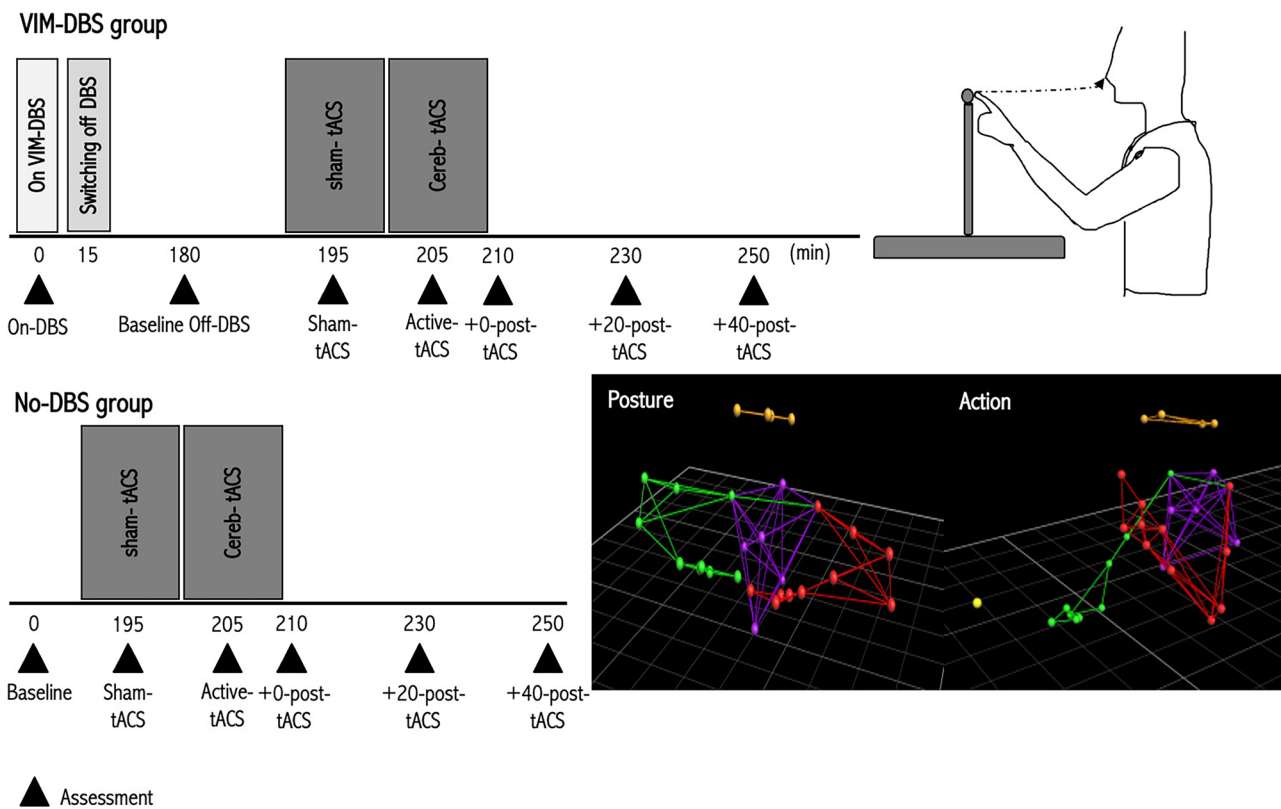 VIM-DBS group
On VIM-DBS
Switching off DBS
sham- tACS
Cereb- tACS
0 15 180 195 205 210 230 250 (min)
On-DBS
Baseline Off-DBS
Sham-
tACS
Active-
tACS
+0-post-
tACS
+20-post-
tACS
+40-post-
tACS
No-DBS group
sham- tACS
Cereb- tACS
0 195 205 210 230 250
Baseline
Sham-
tACS
Active-
tACS
+0-post-
tACS
+20-post-
tACS
+40-post-
tACS
Assessment
Posture
Action